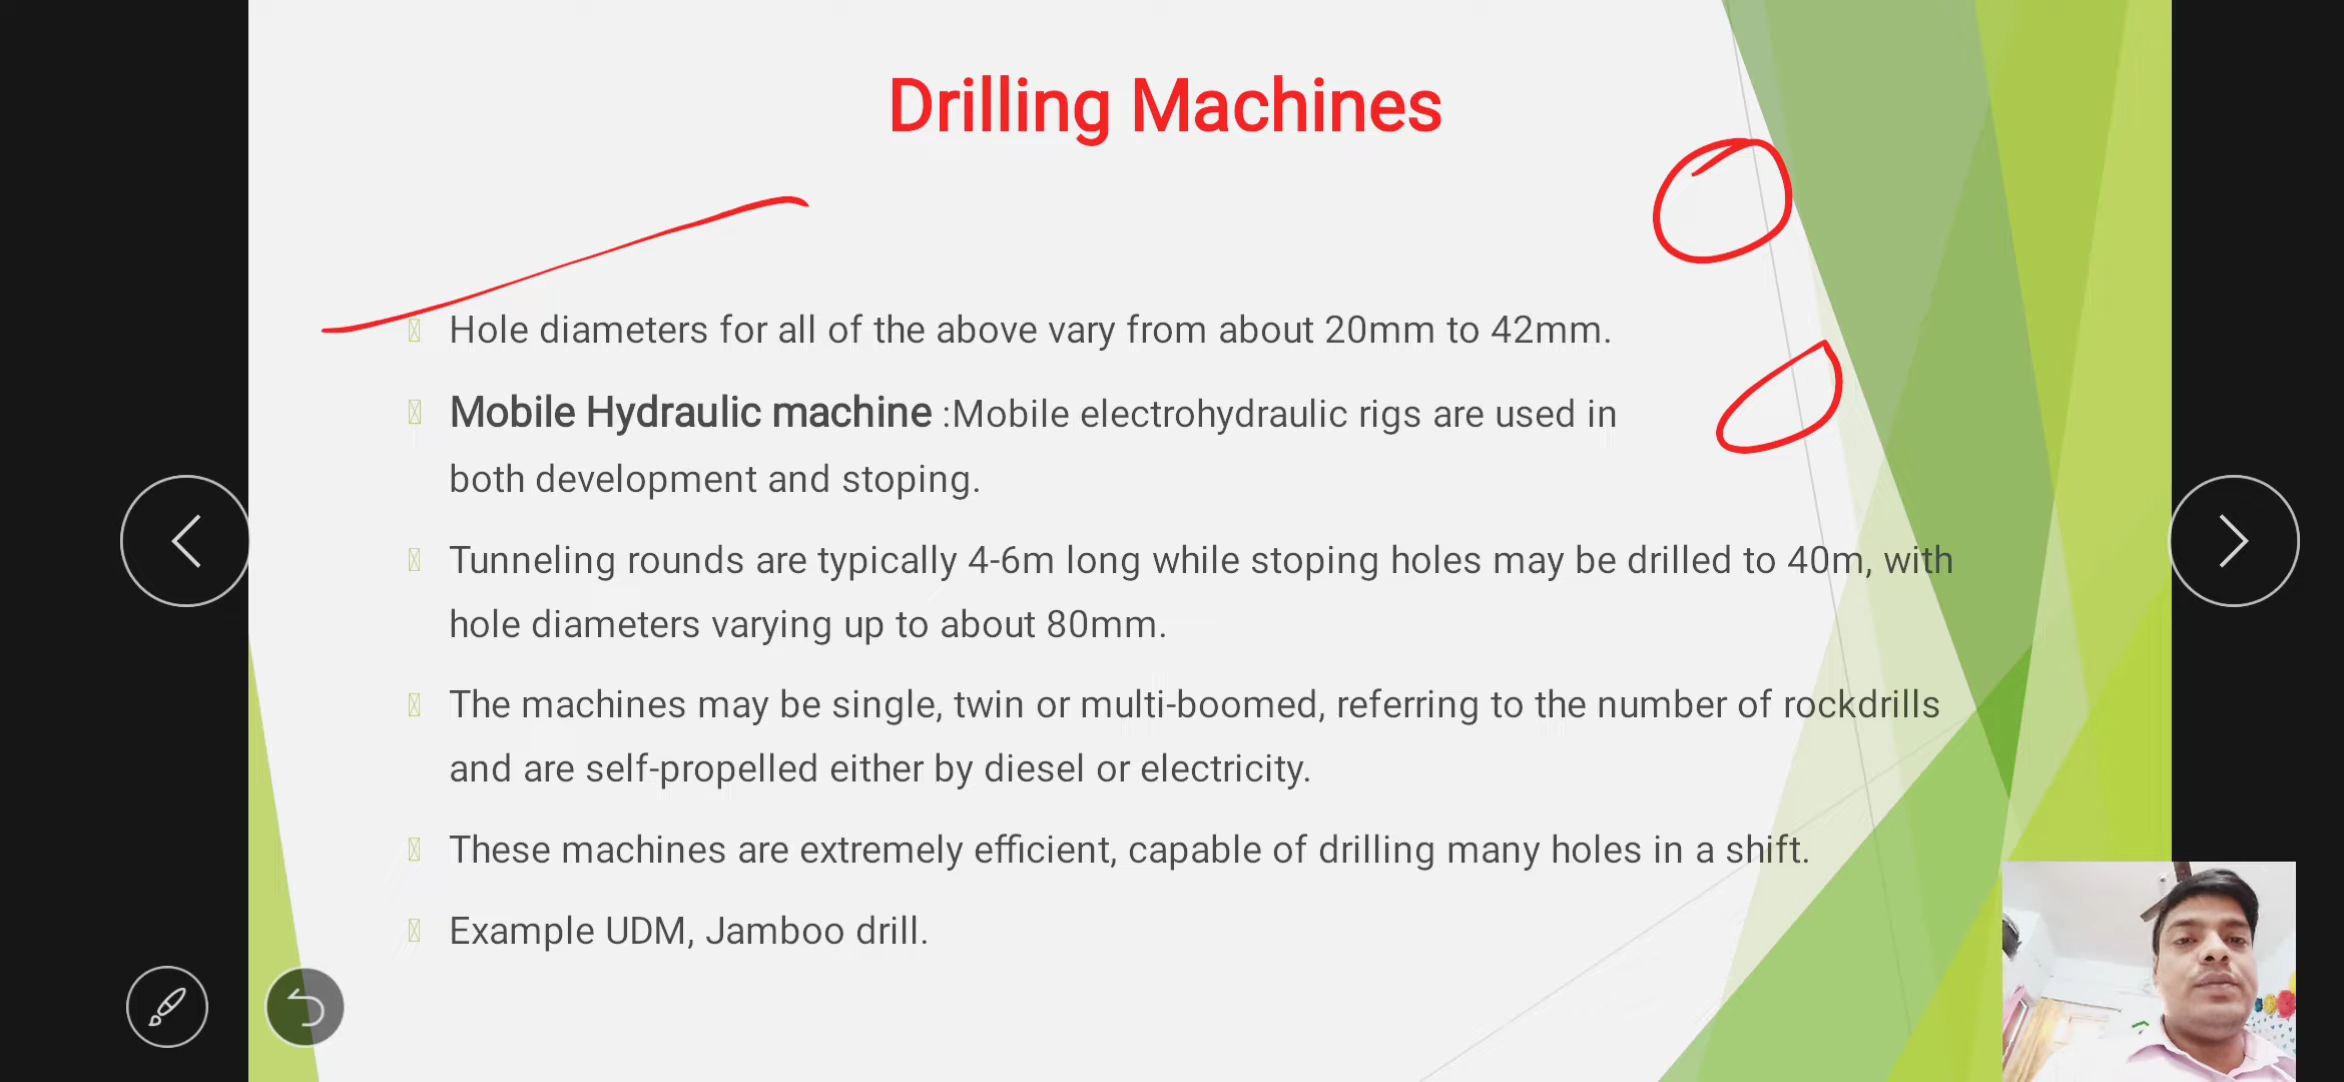 Drilling Machines
Hole diameters for all of the above vary from about 20mm to 42mm.
Mobile Hydraulic machine :Mobile electrohydraulic rigs are used in
both development and stoping.
Tunneling rounds are typically 4-6m long while stoping holes may be drilled to 40m, with
hole diameters varying up to about 80mm.
The machines may be single, twin or multi-boomed, referring to the number of rockdrills
and are self-propelled either by diesel or electricity.
These machines are extremely efficient, capable of drilling many holes in a shift.
Example UDM, Jamboo drill.